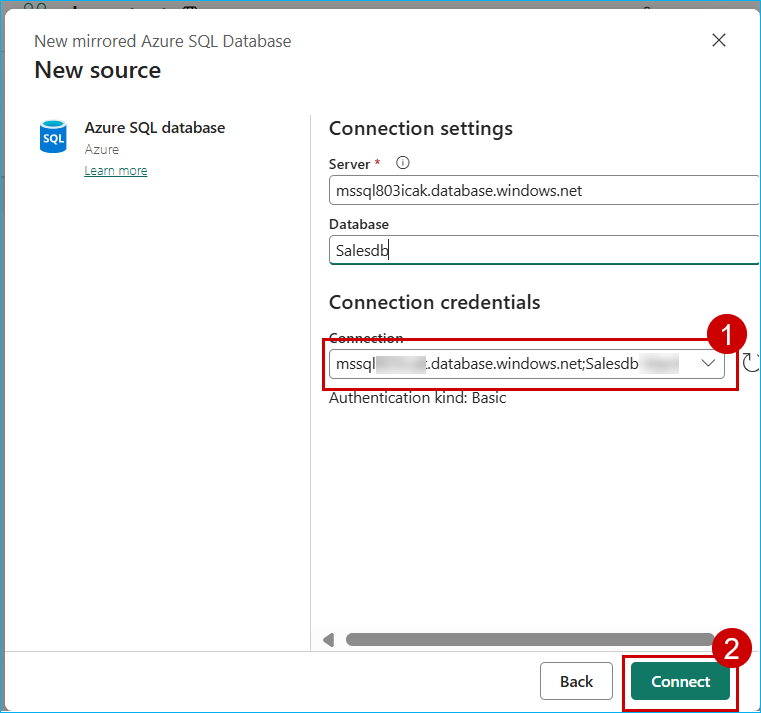 New mirrored Azure SQL Database
New source
SQL
Azure SQL database
Azure
Learn more
Connection settings
Server *
mssql803icak.database.windows.net
Database
Salesdb
Connection credentials
Connection
1
mssql k.database.windows.net;Salesdb
Authentication kind: Basic
2
Back
Connect